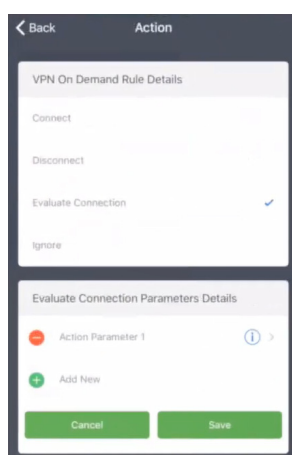 Back Action
VPN On Demand Rule Details
Connect
Disconnect
Evaluate Connection
Ignore
Evaluate Connection Parameters Details
Action Parameter 1
Add New
Cancel Save